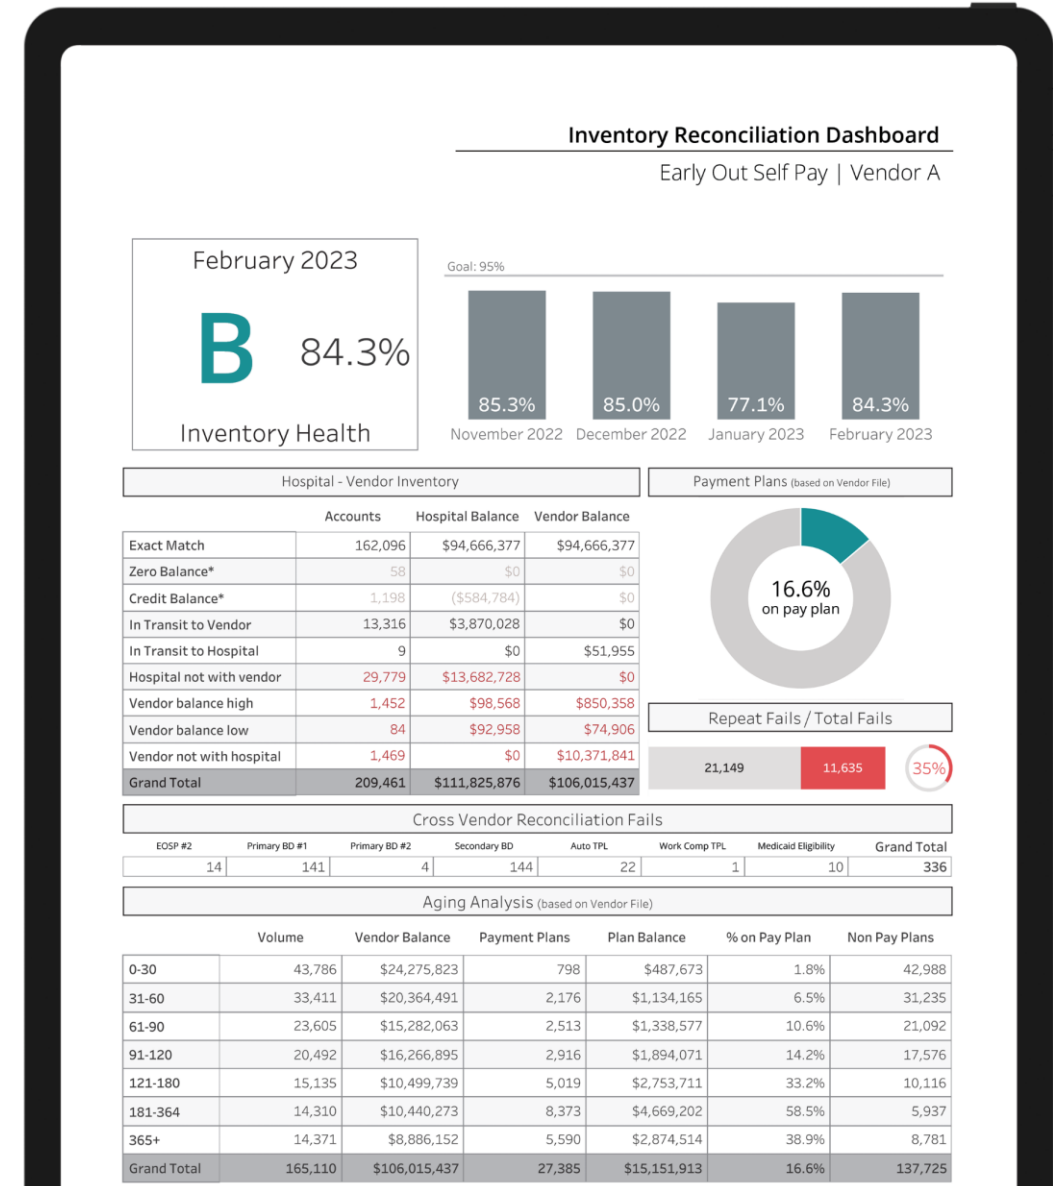 Inventory Reconciliation Dashboard
Early Out Self Pay | Vendor A
February 2023
B 84.3%
Inventory Health
Goal: 95%
85.3% 85.0% 77.1% 84.3%
November 2022 December 2022 January 2023 February 2023
Hospital - Vendor Inventory
Accounts Hospital Balance Vendor Balance
Exact Match 162,096 $94,666,377 $94,666,377
Zero Balance* 58 $0 $0
Credit Balance* 1,198 ($584,784) $0
In Transit to Vendor 13,316 $3,870,028 $0
In Transit to Hospital 9 $0 $51,955
Hospital not with vendor 29,779 $13,682,728 $0
Vendor balance high 1,452 $98,568 $850,358
Vendor balance low 84 $92,958 $74,906
Vendor not with hospital 1,469 $0 $10,371,841
Grand Total 209,461 $111,825,876 $106,015,437
Payment Plans (based on Vendor File)
16.6%
on pay plan
Repeat Fails / Total Fails
21,149 11,635 35%
Cross Vendor Reconciliation Fails
EOSP #2 Primary BD #1 Primary BD #2 Secondary BD Auto TPL Work Comp TPL Medicaid Eligibility Grand Total
14 141 4 144 22 1 10 336
Aging Analysis (based on Vendor File)
Volume Vendor Balance Payment Plans Plan Balance % on Pay Plan Non Pay Plans
0-30 43,786 $24,275,823 798 $487,673 1.8% 42,988
31-60 33,411 $20,364,491 2,176 $1,134,165 6.5% 31,235
61-90 23,605 $15,282,063 2,513 $1,338,577 10.6% 21,092
91-120 20,492 $16,266,895 2,916 $1,894,071 14.2% 17,576
121-180 15,135 $10,499,739 5,019 $2,753,711 33.2% 10,116
181-364 14,310 $10,440,273 8,373 $4,669,202 58.5% 5,937
365+ 14,371 $8,886,152 5,590 $2,874,514 38.9% 8,781
Grand Total 165,110 $106,015,437 27,385 $15,151,913 16.6% 137,725